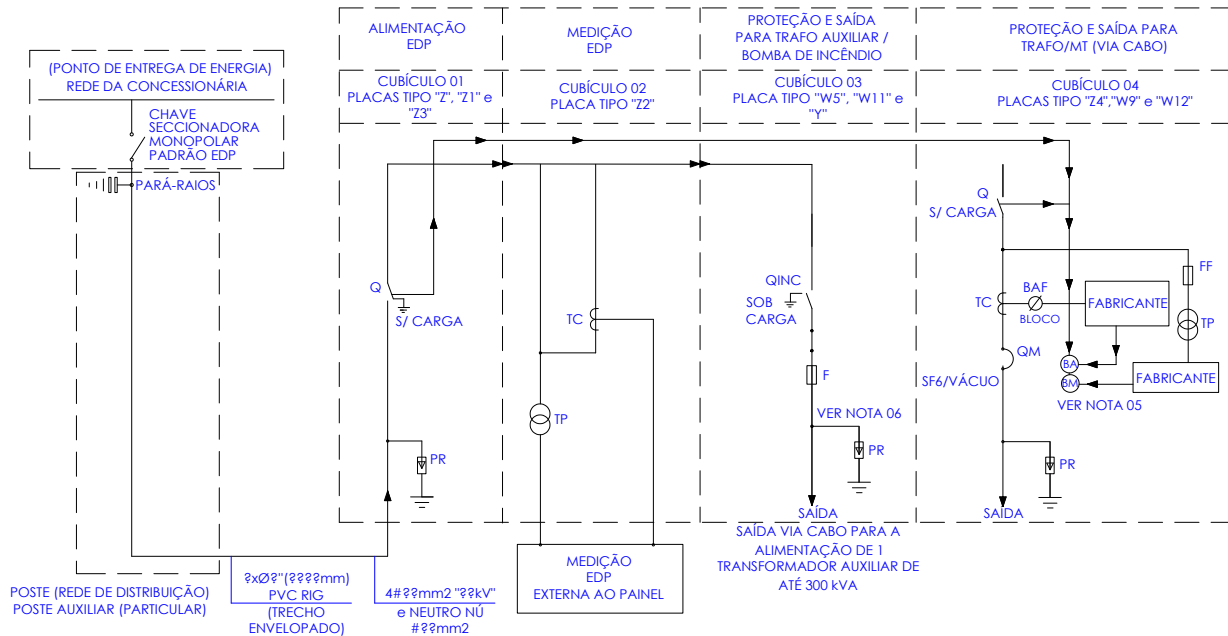 ALIMENTAÇÃO
EDP
MEDIÇÃO
EDP
PROTEÇÃO E SAÍDA
PARA TRAFO AUXILIAR /
BOMBA DE INCÊNDIO
PROTEÇÃO E SAÍDA PARA
TRAFO/MT (VIA CABO)
(PONTO DE ENTREGA DE ENERGIA)
REDE DA CONCESSIONÁRIA
CUBÍCULO 01
PLACAS TIPO "Z", "Z1" e
"Z3"
CUBÍCULO 02
PLACA TIPO "Z2"
CUBÍCULO 03
PLACA TIPO "W5", "W11" e
"Y"
CUBÍCULO 04
PLACAS TIPO "Z4","W9" e "W12"
CHAVE
SECCIONADORA
MONOPOLAR
PADRÃO EDP
PARÁ-RAIOS
Q
S/ CARGA
PR
TC
TP
QINC
SOB
CARGA
F
VER NOTA 06
PR
SAÍDA
SAÍDA VIA CABO PARA A
ALIMENTAÇÃO DE 1
TRANSFORMADOR AUXILIAR DE
ATÉ 300 kVA
Q
S/ CARGA
FF
BAF
TC
BLOCO
FABRICANTE
TP
QM
SF6/VÁCUO
BA
BM
FABRICANTE
VER NOTA 05
PR
SAÍDA
MEDIÇÃO
EDP
EXTERNA AO PAINEL
POSTE (REDE DE DISTRIBUIÇÃO)
POSTE AUXILIAR (PARTICULAR)
?xØ?"(????mm)
PVC RIG
(TRECHO
ENVELOPADO)
4#??mm2 "??kV"
e NEUTRO NÚ
#??mm2